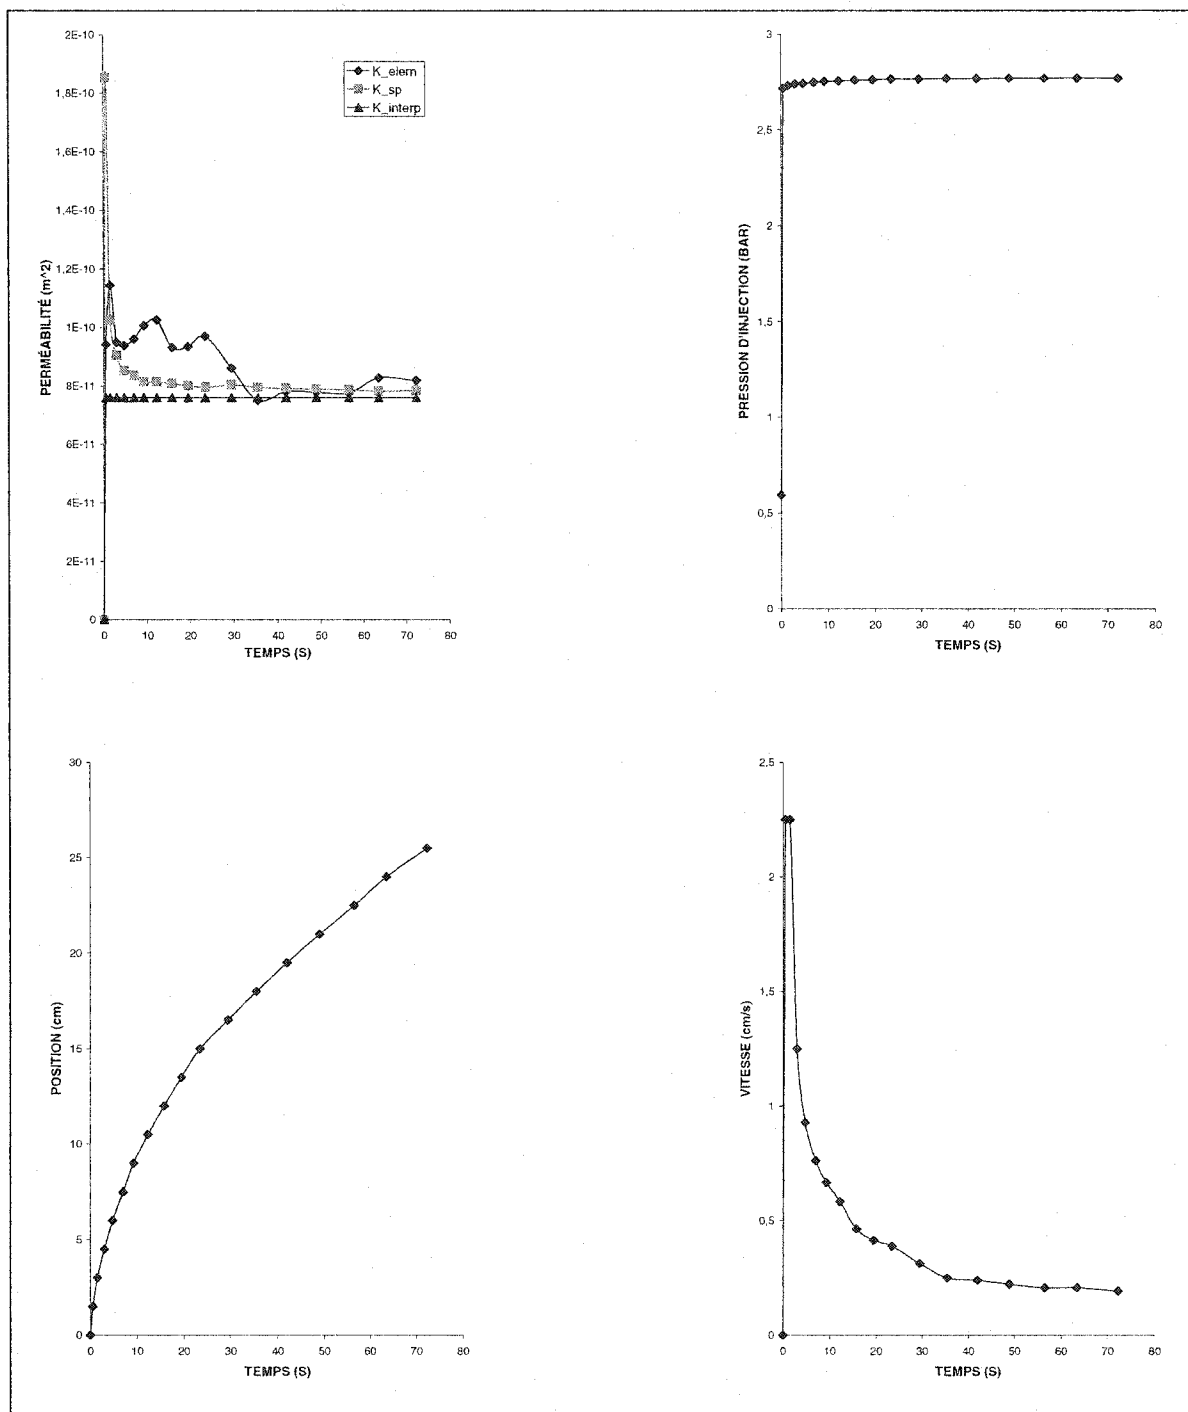 2E-10
1,8E-10
1,6E-10
1,4E-10
1,2E-10
1E-10
8E-11
6E-11
4E-11
2E-11
0
PERMÉABILITÉ (m^2)
K_elem
K_sp
K_interp
0 10 20 30 40 50 60 70 80
TEMPS (S)
3
2,5
2
1,5
1
0,5
0
PRESSION D'INJECTION (BAR)
0 10 20 30 40 50 60 70 80
TEMPS (S)
30
25
20
15
10
5
0
POSITION (cm)
0 10 20 30 40 50 60 70 80
TEMPS (S)
2,5
2
1,5
1
0,5
0
VITESSE (cm/s)
0 10 20 30 40 50 60 70 80
TEMPS (S)